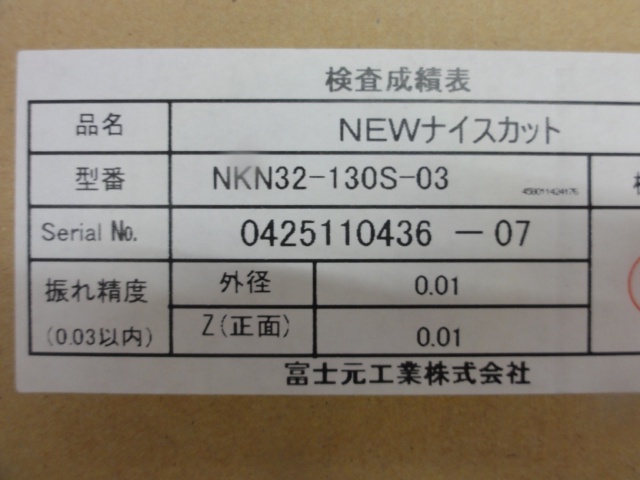 検査成績表
品名 NEWナイスカット
型番 NKN32-130S-03
Serial No. 0425110436 - 07
振れ精度 外径 0.01
(0.03以内) Z(正面) 0.01
富士元工業株式会社